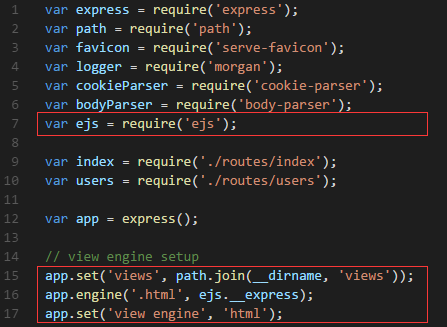 1 var express = require('express');
2 var path = require('path');
3 var favicon = require('serve-favicon');
4 var logger = require('morgan');
5 var cookieParser = require('cookie-parser');
6 var bodyParser = require('body-parser');
7 var ejs = require('ejs');
8
9 var index = require('./routes/index');
10 var users = require('./routes/users');
11
12 var app = express();
13
14 // view engine setup
15 app.set('views', path.join(__dirname, 'views'));
16 app.engine('.html', ejs.__express);
17 app.set('view engine', 'html');